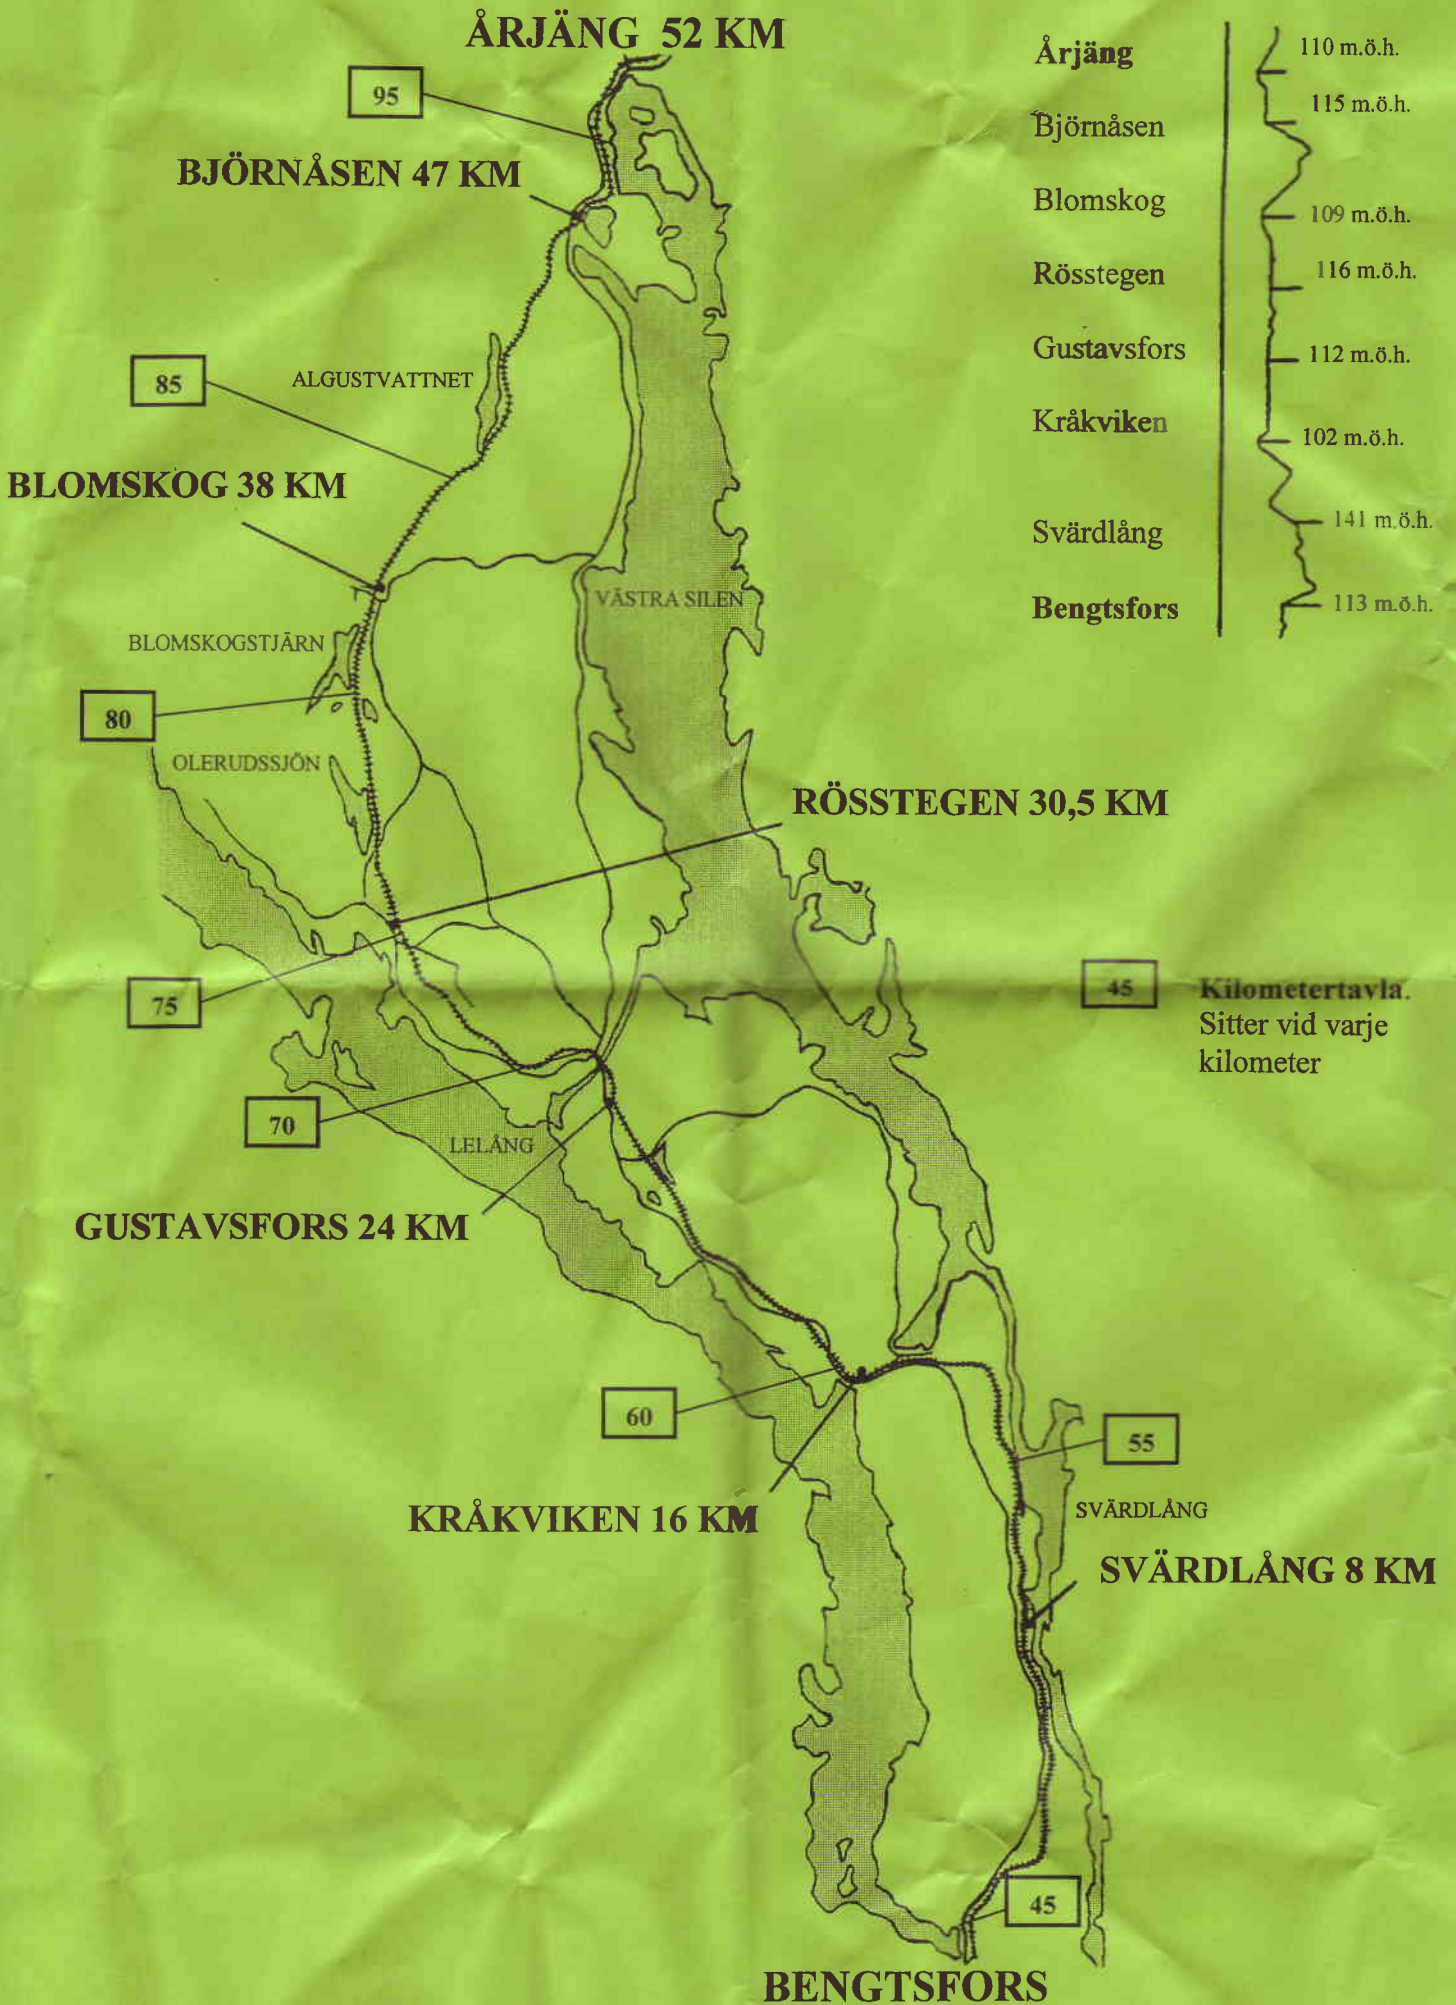 ÅRJÄNG 52 KM
95
BJÖRNÅSEN 47 KM
85
ALGUSTVATTNET
BLOMSKOG 38 KM
VÄSTRA SILEN
BLOMSKOGSTJÄRN
80
OLERUDSSJÖN
RÖSSTEGEN 30,5 KM
75
70
LELÅNG
GUSTAVSFORS 24 KM
60
55
KRÅKVIKEN 16 KM
SVÄRDLÅNG
SVÄRDLÅNG 8 KM
45
BENGTSFORS
Årjäng 110 m.ö.h.
Björnåsen 115 m.ö.h.
Blomskog 109 m.ö.h.
Rösstegen 116 m.ö.h.
Gustavsfors 112 m.ö.h.
Kråkviken 102 m.ö.h.
Svärdlång 141 m.ö.h.
Bengtsfors 113 m.ö.h.
45 Kilometertavla.
Sitter vid varje
kilometer